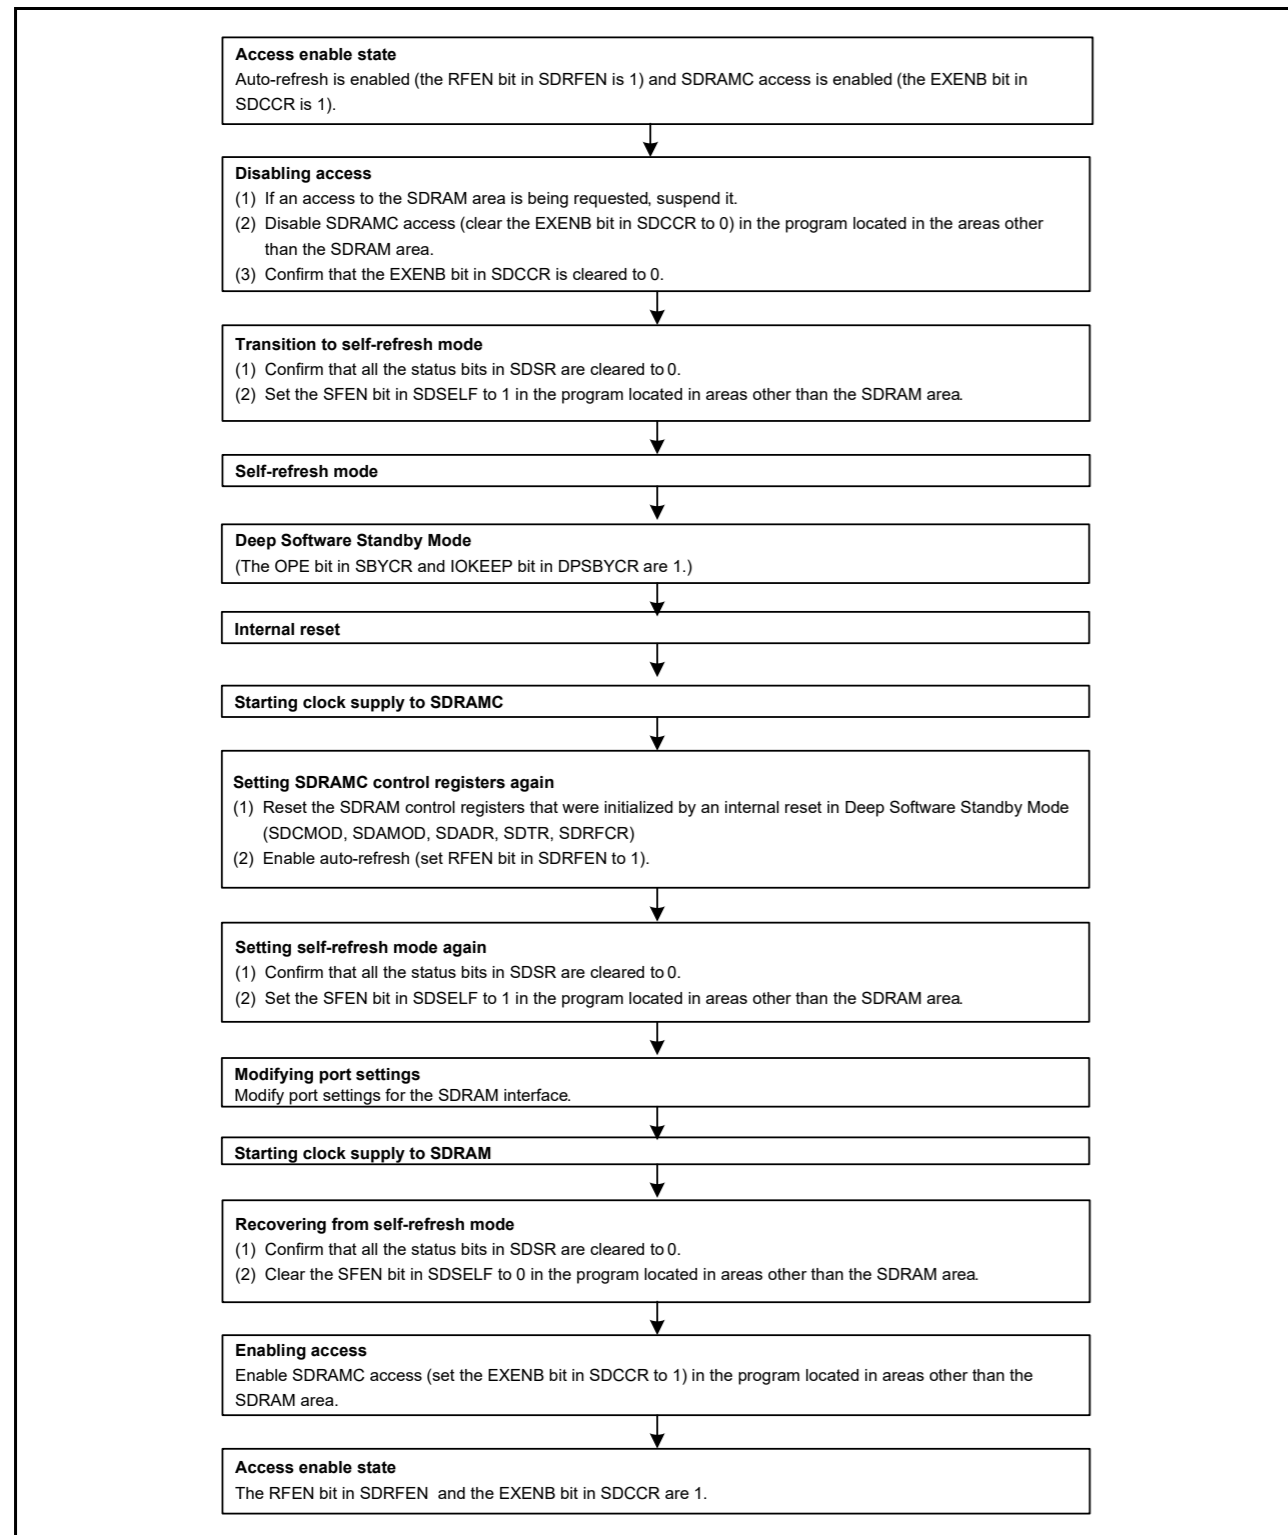 Access enable state
Auto-refresh is enabled (the RFEN bit in SDRFEN is 1) and SDRAMC access is enabled (the EXENB bit in
SDCCR is 1).
Disabling access
(1) If an access to the SDRAM area is being requested, suspend it.
(2) Disable SDRAMC access (clear the EXENB bit in SDCCR to 0) in the program located in the areas other
than the SDRAM area.
(3) Confirm that the EXENB bit in SDCCR is cleared to 0.
Transition to self-refresh mode
(1) Confirm that all the status bits in SDSR are cleared to 0.
(2) Set the SFEN bit in SDSELF to 1 in the program located in areas other than the SDRAM area.
Self-refresh mode
Deep Software Standby Mode
(The OPE bit in SBYCR and IOKEEP bit in DPSBYCR are 1.)
Internal reset
Starting clock supply to SDRAMC
Setting SDRAMC control registers again
(1) Reset the SDRAM control registers that were initialized by an internal reset in Deep Software Standby Mode
(SDCMOD, SDAMOD, SDADR, SDTR, SDRFCR)
(2) Enable auto-refresh (set RFEN bit in SDRFEN to 1).
Setting self-refresh mode again
(1) Confirm that all the status bits in SDSR are cleared to 0.
(2) Set the SFEN bit in SDSELF to 1 in the program located in areas other than the SDRAM area.
Modifying port settings
Modify port settings for the SDRAM interface.
Starting clock supply to SDRAM
Recovering from self-refresh mode
(1) Confirm that all the status bits in SDSR are cleared to 0.
(2) Clear the SFEN bit in SDSELF to 0 in the program located in areas other than the SDRAM area.
Enabling access
Enable SDRAMC access (set the EXENB bit in SDCCR to 1) in the program located in areas other than the
SDRAM area.
Access enable state
The RFEN bit in SDRFEN and the EXENB bit in SDCCR are 1.